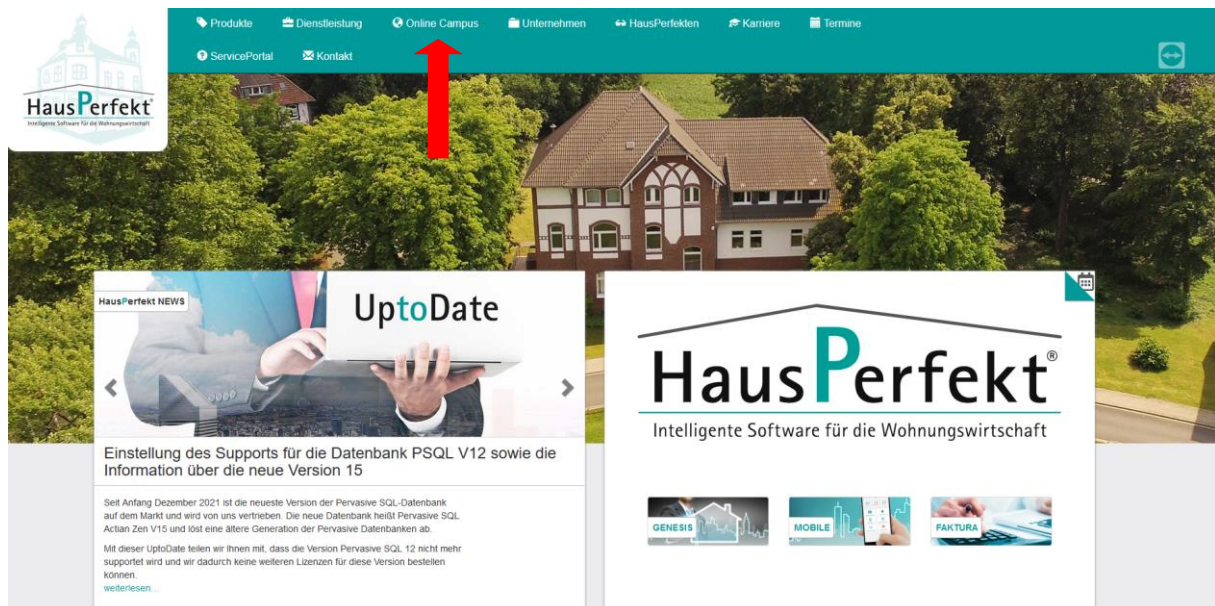 Produkte
Dienstleistung
Online Campus
Unternehmen
HausPerfekten
Karriere
Termine
ServicePortal
Kontakt
HausPerfekt®
Intelligente Software für die Wohnungswirtschaft
HausPerfekt NEWS
UptoDate
Einstellung des Supports für die Datenbank PSQL V12 sowie die
Information über die neue Version 15
Seit Anfang Dezember 2021 ist die neueste Version der Pervasive SQL-Datenbank
auf dem Markt und wird von uns vertrieben. Die neue Datenbank heißt Pervasive SQL
Actian Zen V15 und löst eine ältere Generation der Pervasive Datenbanken ab.
Mit dieser UptoDate teilen wir Ihnen mit, dass die Version Pervasive SQL 12 nicht mehr
supportet wird und wir dadurch keine weiteren Lizenzen für diese Version bestellen
können.
weiterlesen...
HausPerfekt®
Intelligente Software für die Wohnungswirtschaft
GENESIS
MOBILE
FAKTURA